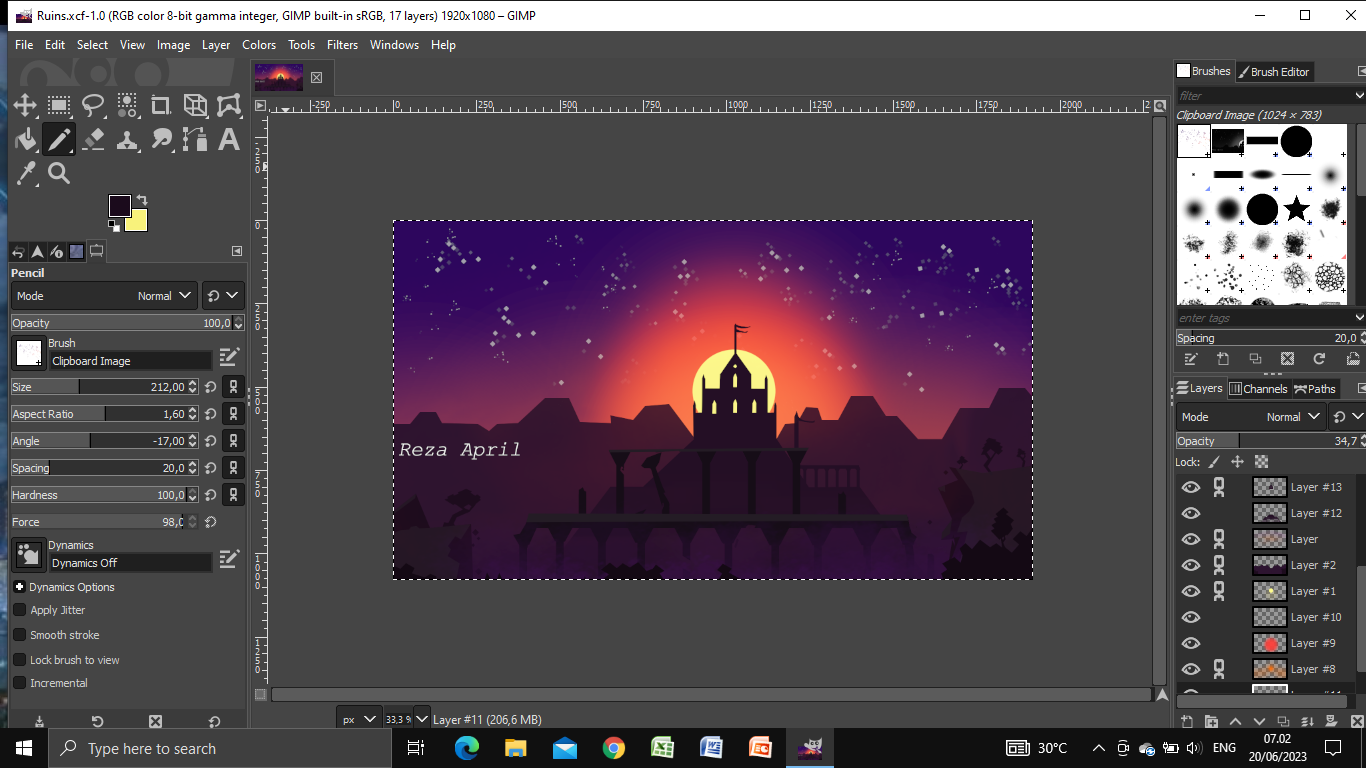 Ruins.xcf-1.0 (RGB color 8-bit gamma integer, GIMP built-in sRGB, 17 layers) 1920x1080 – GIMP
File Edit Select View Image Layer Colors Tools Filters Windows Help
-250 0 250 500 750 1000 1250 1500 1750 2000
250
0
250
500
750
1000
1250
Pencil
Mode Normal
Opacity 100,0
Brush
Clipboard Image
Size 212,00
Aspect Ratio 1,60
Angle -17,00
Spacing 20,0
Hardness 100,0
Force 98,0
Dynamics
Dynamics Off
Dynamics Options
Apply Jitter
Smooth stroke
Lock brush to view
Incremental
Reza April
px 33,3 % Layer #11 (206,6 MB)
Brushes Brush Editor
filter
Clipboard Image (1024 × 783)
enter tags
Spacing 20,0
Layers Channels Paths
Mode Normal
Opacity 34,7
Lock:
Layer #13
Layer #12
Layer
Layer #2
Layer #1
Layer #10
Layer #9
Layer #8
Type here to search
30°C
ENG
07.02
20/06/2023